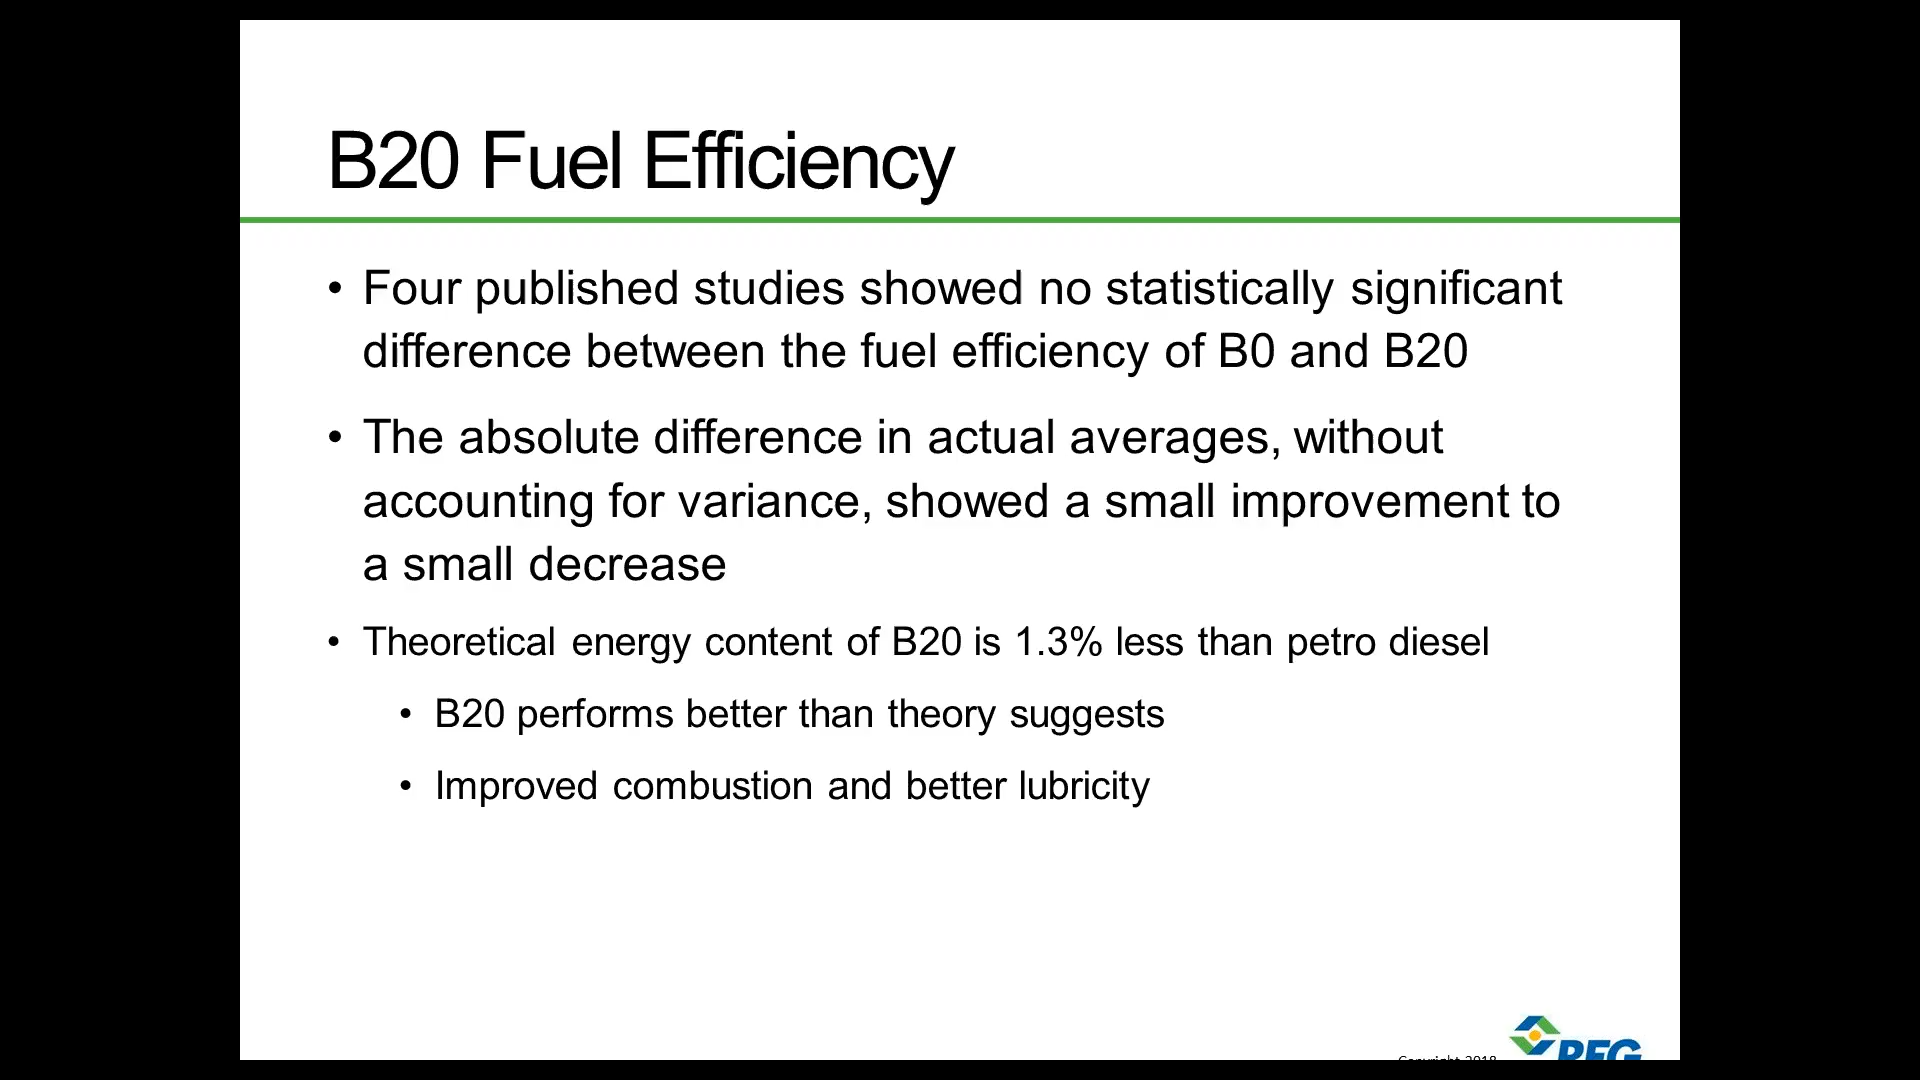 B20 Fuel Efficiency
• Four published studies showed no statistically significant
difference between the fuel efficiency of B0 and B20
• The absolute difference in actual averages, without
accounting for variance, showed a small improvement to
a small decrease
• Theoretical energy content of B20 is 1.3% less than petro diesel
• B20 performs better than theory suggests
• Improved combustion and better lubricity
Copyright 2018
REG